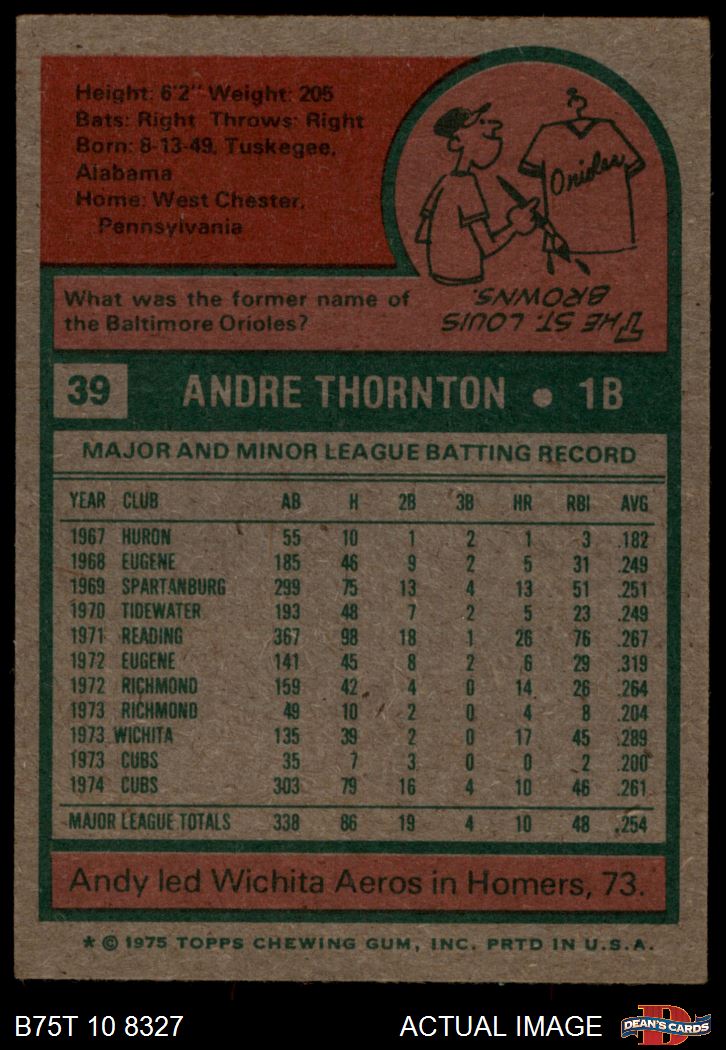 Height: 6'2" Weight: 205
Bats: Right Throws: Right
Born: 8-13-49, Tuskegee,
Alabama
Home: West Chester,
Pennsylvania
Orioles
What was the former name of
the Baltimore Orioles?
THE ST. LOUIS
BROWNS.
39 ANDRE THORNTON • 1B
MAJOR AND MINOR LEAGUE BATTING RECORD
YEAR CLUB AB H 2B 3B HR RBI AVG
1967 HURON 55 10 1 2 1 3 .182
1968 EUGENE 185 46 9 2 5 31 .249
1969 SPARTANBURG 299 75 13 4 13 51 .251
1970 TIDEWATER 193 48 7 2 5 23 .249
1971 READING 367 98 18 1 26 76 .267
1972 EUGENE 141 45 8 2 6 29 .319
1972 RICHMOND 159 42 4 0 14 26 .264
1973 RICHMOND 49 10 2 0 4 8 .204
1973 WICHITA 135 39 2 0 17 45 .289
1973 CUBS 35 7 3 0 0 2 .200
1974 CUBS 303 79 16 4 10 46 .261
MAJOR LEAGUE TOTALS 338 86 19 4 10 48 .254
Andy led Wichita Aeros in Homers, 73.
* © 1975 TOPPS CHEWING GUM, INC. PRTD IN U.S.A.
B75T 10 8327 ACTUAL IMAGE
D
DEAN'S CARDS